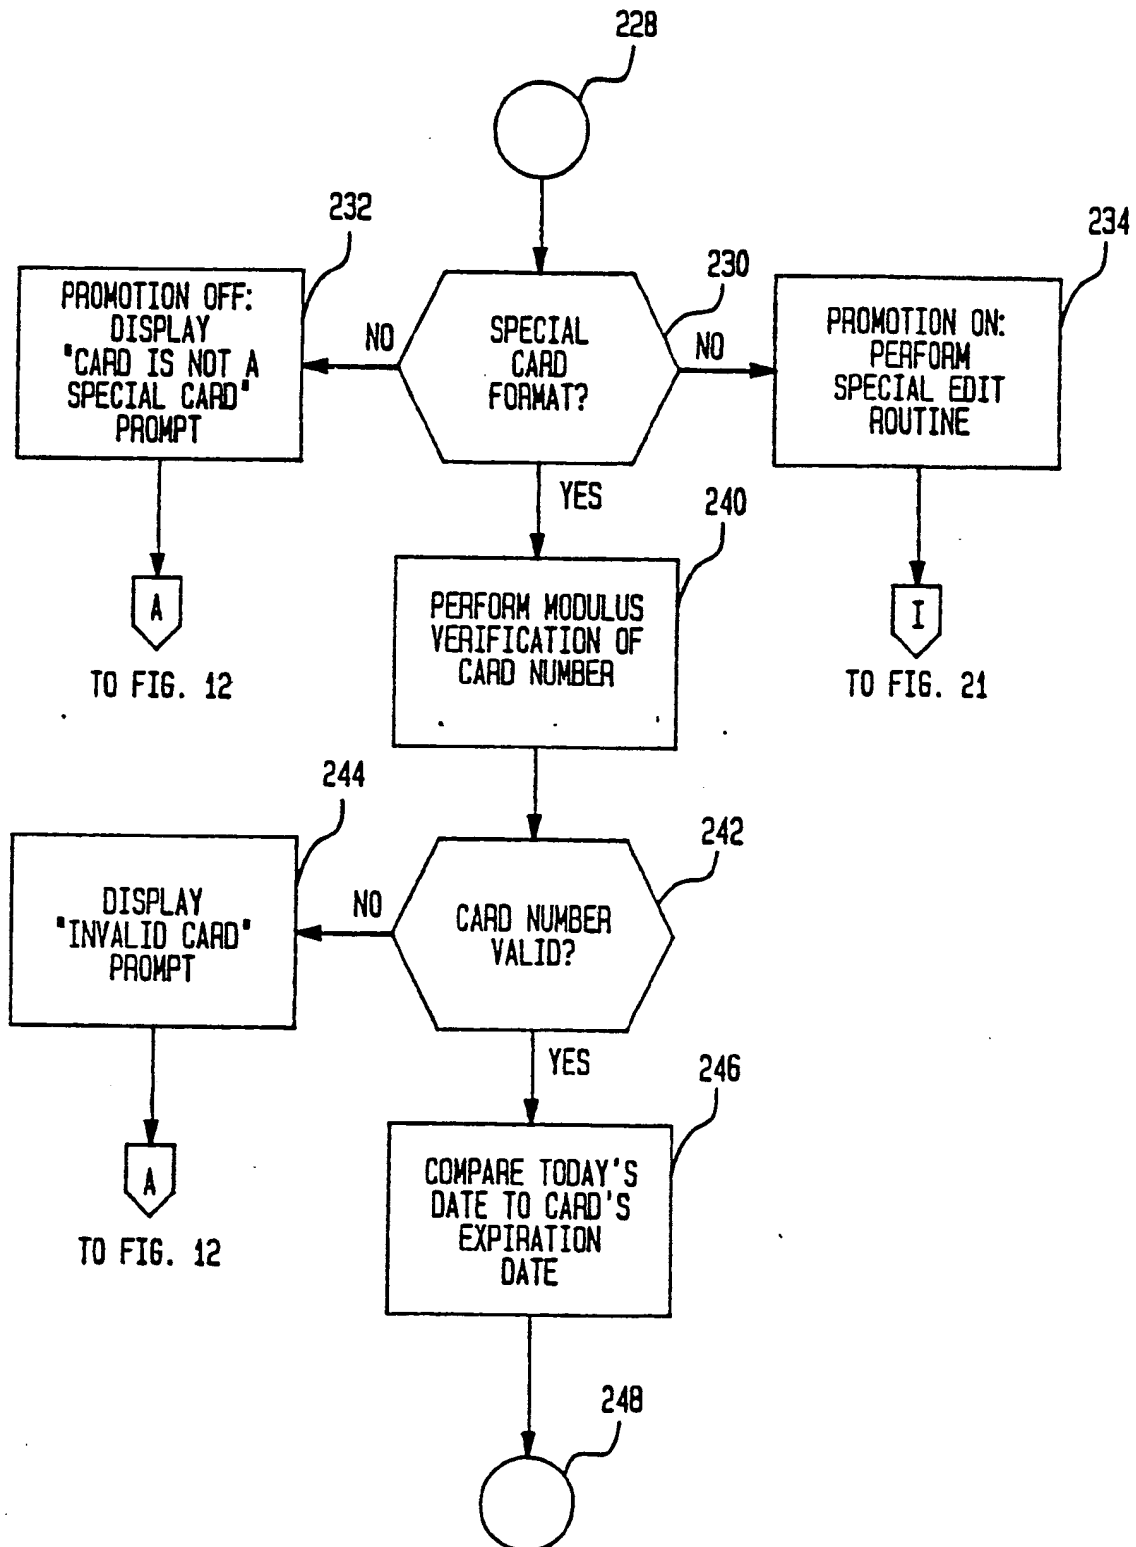 228
232
PROMOTION OFF:
DISPLAY
"CARD IS NOT A
SPECIAL CARD"
PROMPT
NO
230
SPECIAL
CARD
FORMAT?
NO
234
PROMOTION ON:
PERFORM
SPECIAL EDIT
ROUTINE
YES
A
TO FIG. 12
240
PERFORM MODULUS
VERIFICATION OF
CARD NUMBER
I
TO FIG. 21
244
DISPLAY
"INVALID CARD"
PROMPT
NO
242
CARD NUMBER
VALID?
YES
A
TO FIG. 12
246
COMPARE TODAY'S
DATE TO CARD'S
EXPIRATION
DATE
248